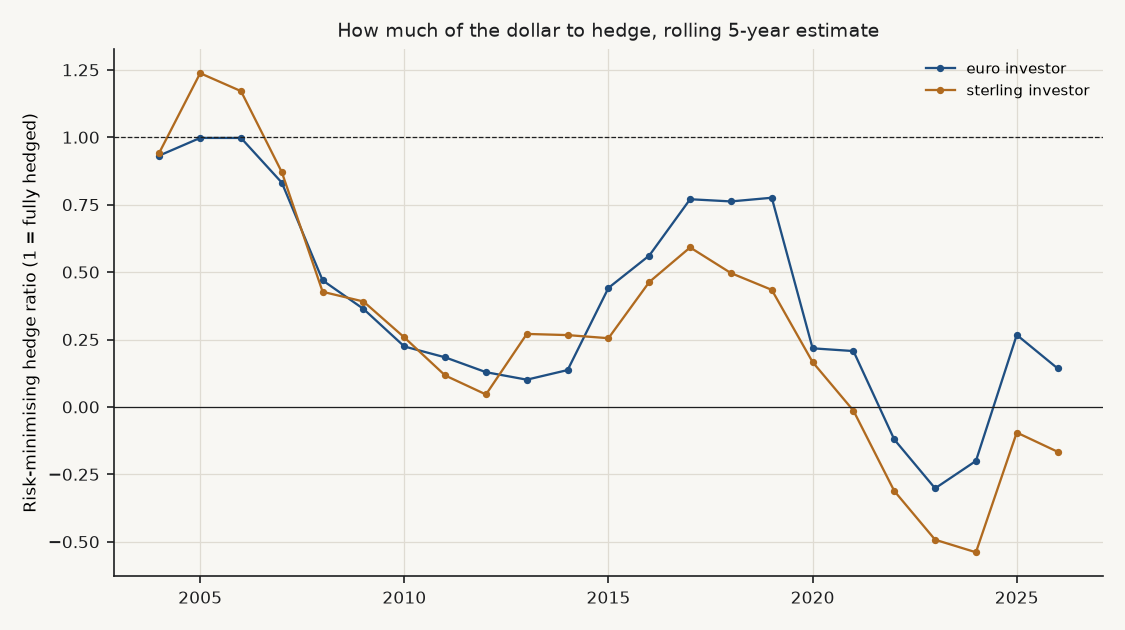 How much of the dollar to hedge, rolling 5-year estimate
euro investor
sterling investor
Risk-minimising hedge ratio (1 = fully hedged)
1.25
1.00
0.75
0.50
0.25
0.00
−0.25
−0.50
2005 2010 2015 2020 2025